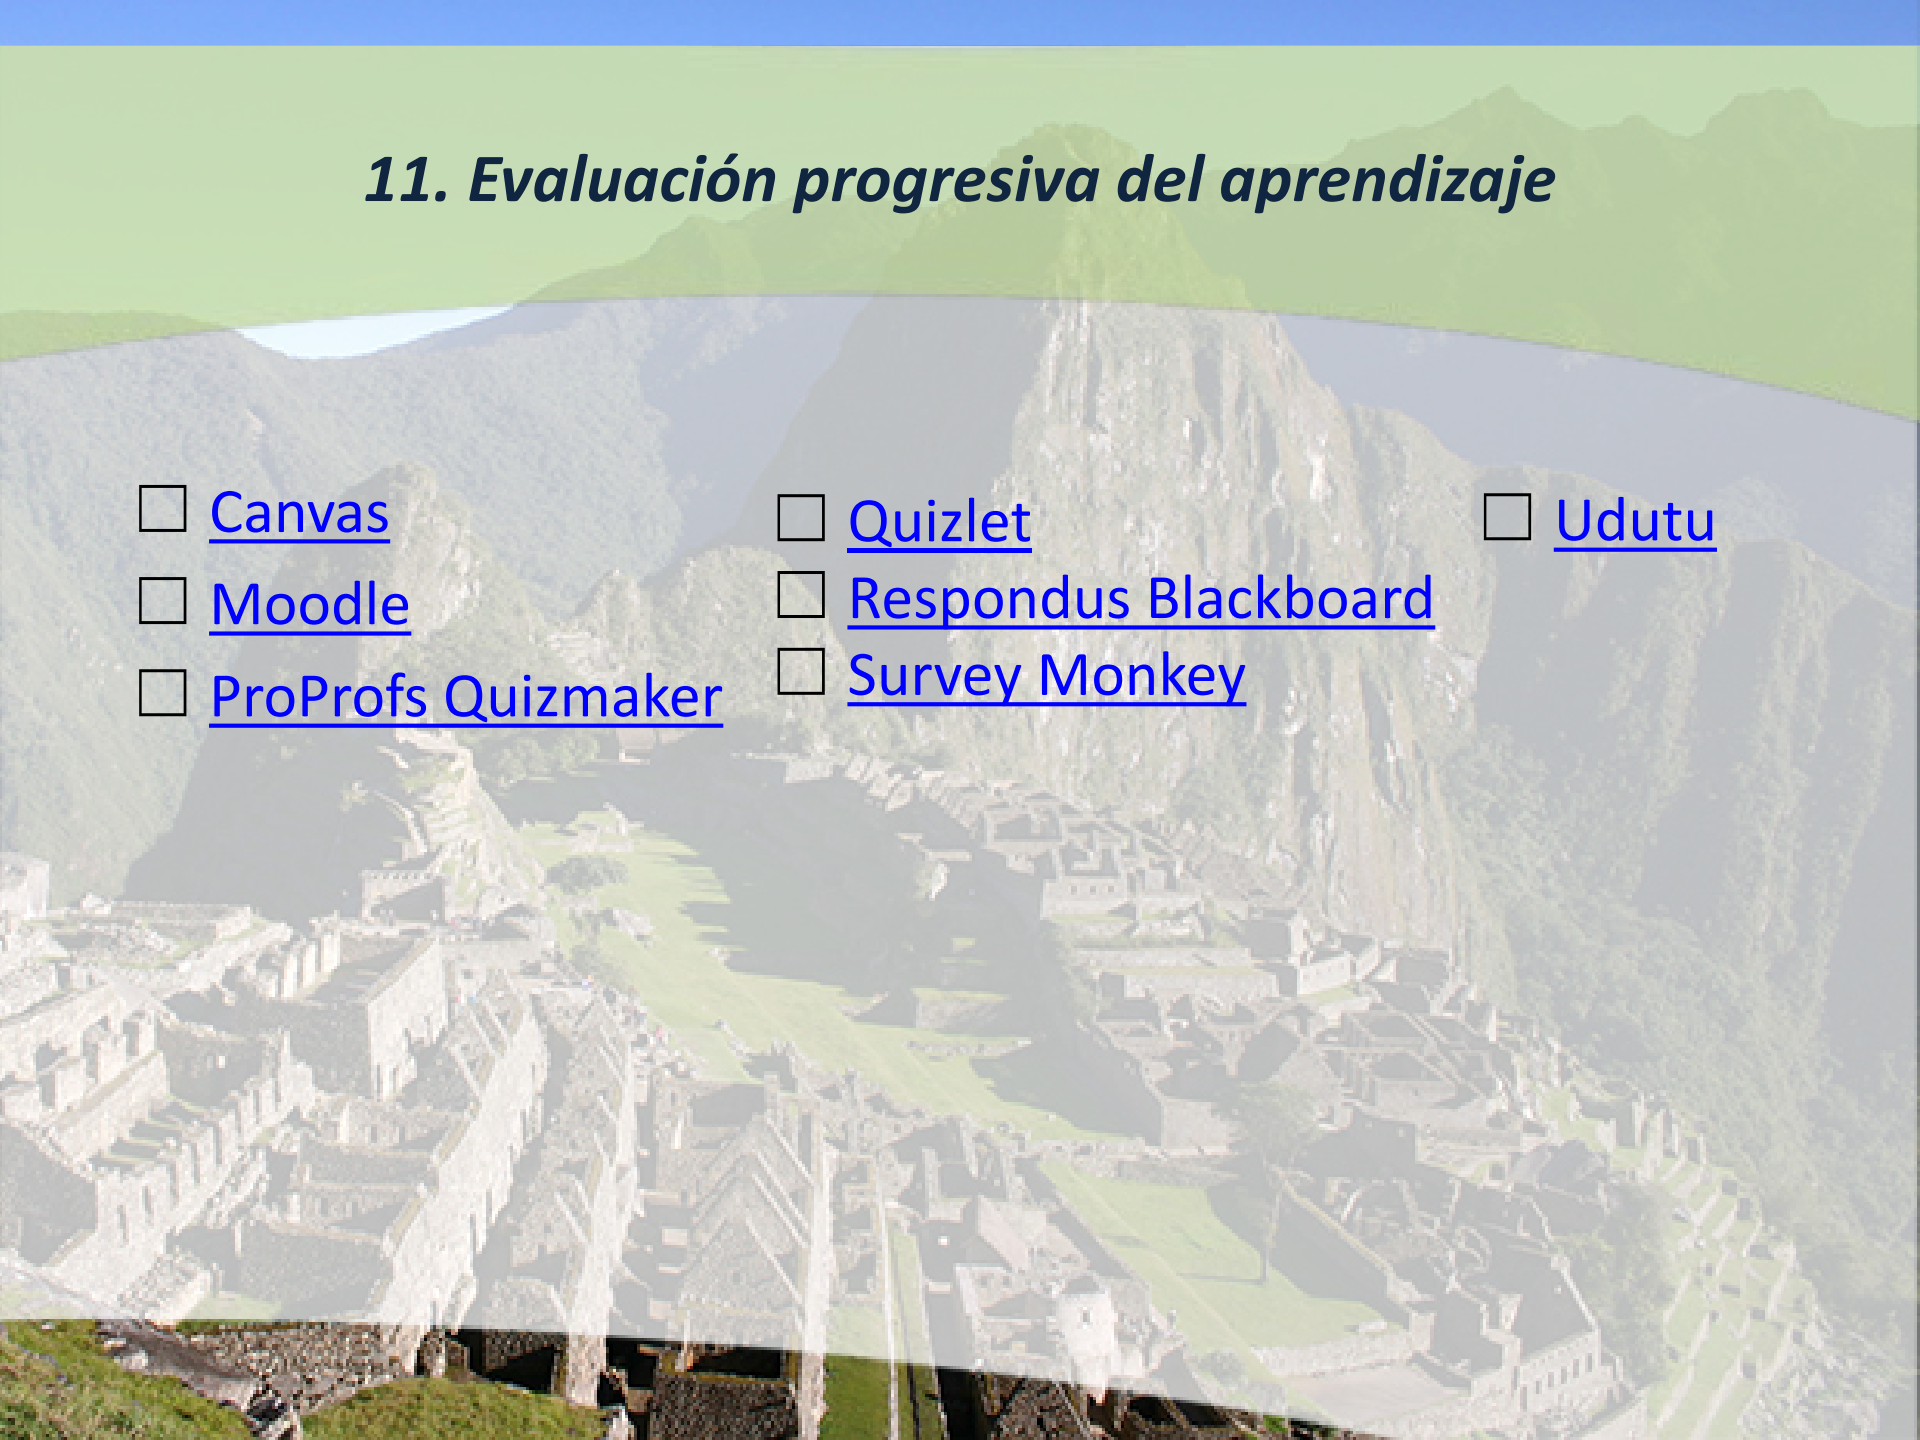 11. Evaluación progresiva del aprendizaje
☐ Canvas
☐ Moodle
☐ ProProfs Quizmaker
☐ Quizlet
☐ Respondus Blackboard
☐ Survey Monkey
☐ Udutu